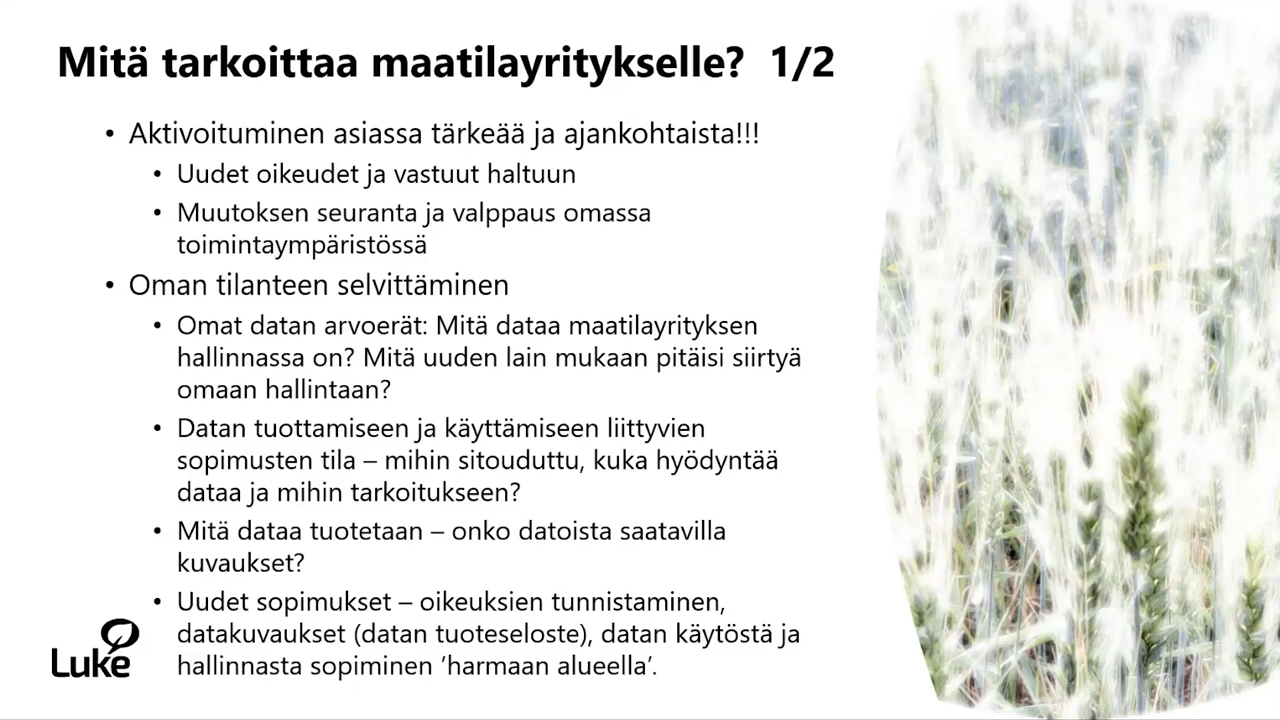 Mitä tarkoittaa maatilayritykselle? 1/2
• Aktivoituminen asiassa tärkeää ja ajankohtaista!!!
• Uudet oikeudet ja vastuut haltuun
• Muutoksen seuranta ja valppaus omassa
toimintaympäristössä
• Oman tilanteen selvittäminen
• Omat datan arvoerät: Mitä dataa maatilayrityksen
hallinnassa on? Mitä uuden lain mukaan pitäisi siirtyä
omaan hallintaan?
• Datan tuottamiseen ja käyttämiseen liittyvien
sopimusten tila – mihin sitouduttu, kuka hyödyntää
dataa ja mihin tarkoitukseen?
• Mitä dataa tuotetaan – onko datoista saatavilla
kuvaukset?
• Uudet sopimukset – oikeuksien tunnistaminen,
datakuvaukset (datan tuoteseloste), datan käytöstä ja
hallinnasta sopiminen ’harmaan alueella’.
Luke